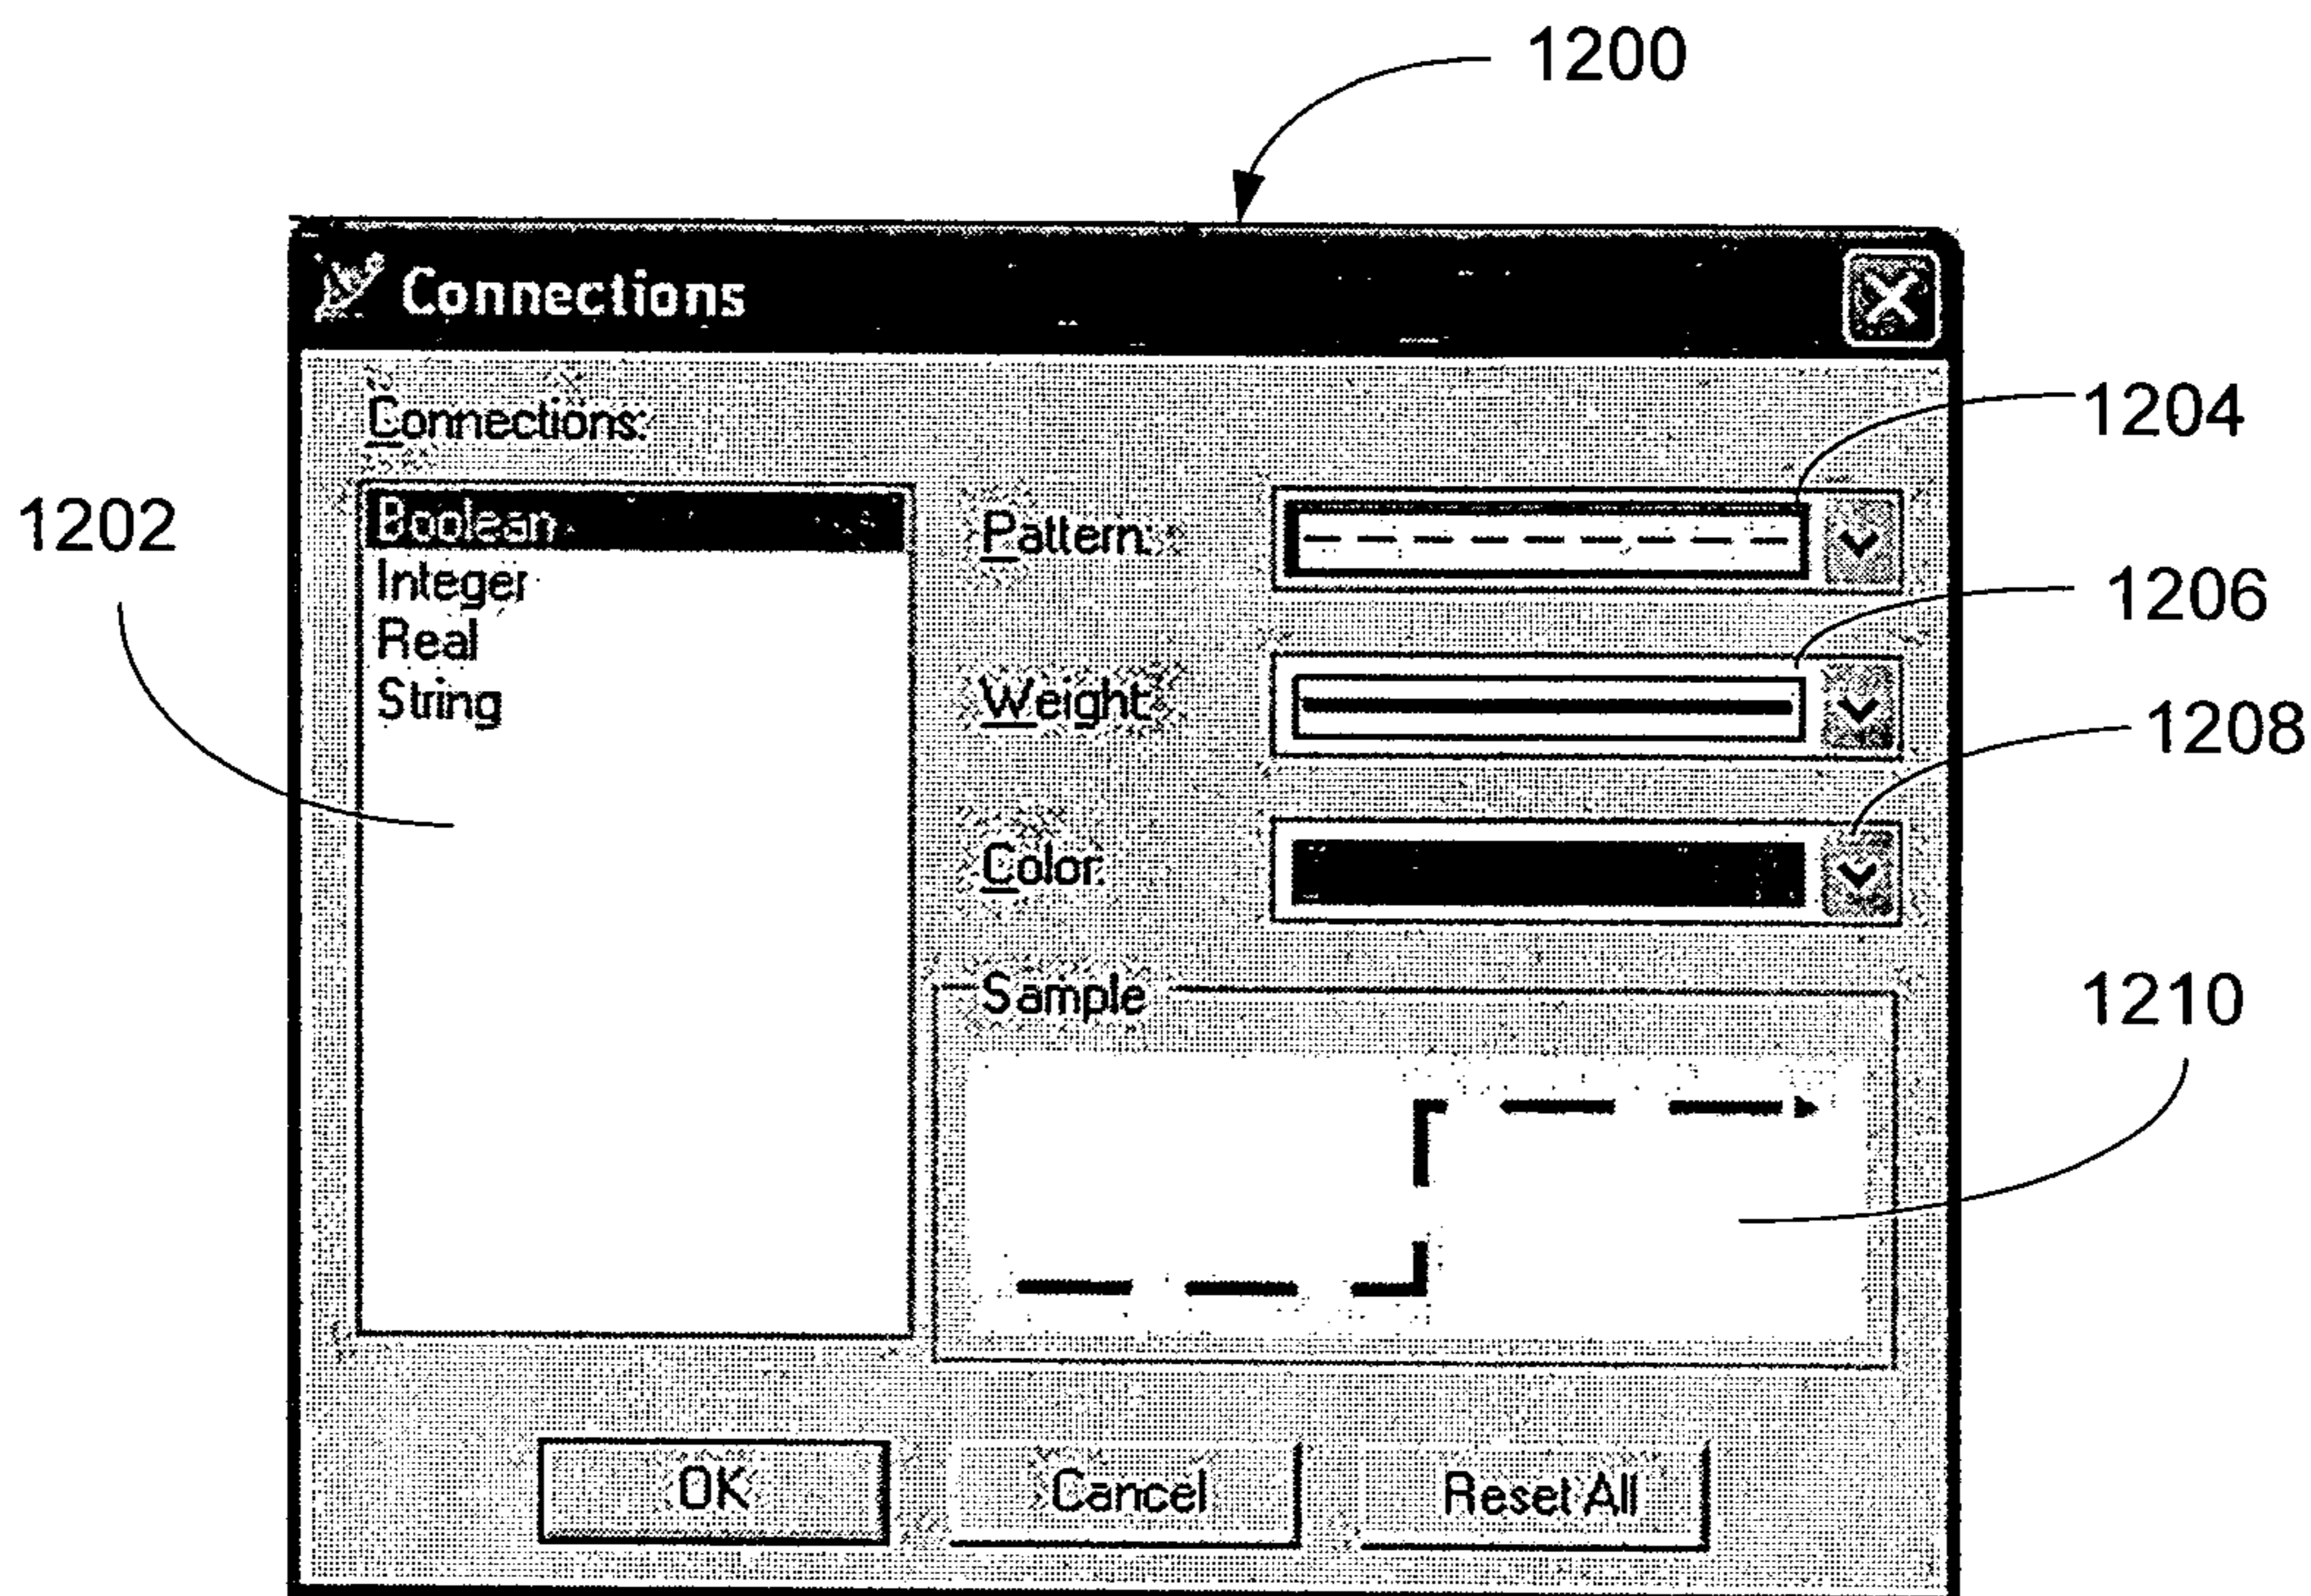 1200
Connections
Connections:
1204
1202
Boolean
Integer
Real
String
Pattern:
1206
Weight:
1208
Color:
Sample
1210
OK
Cancel
Reset All